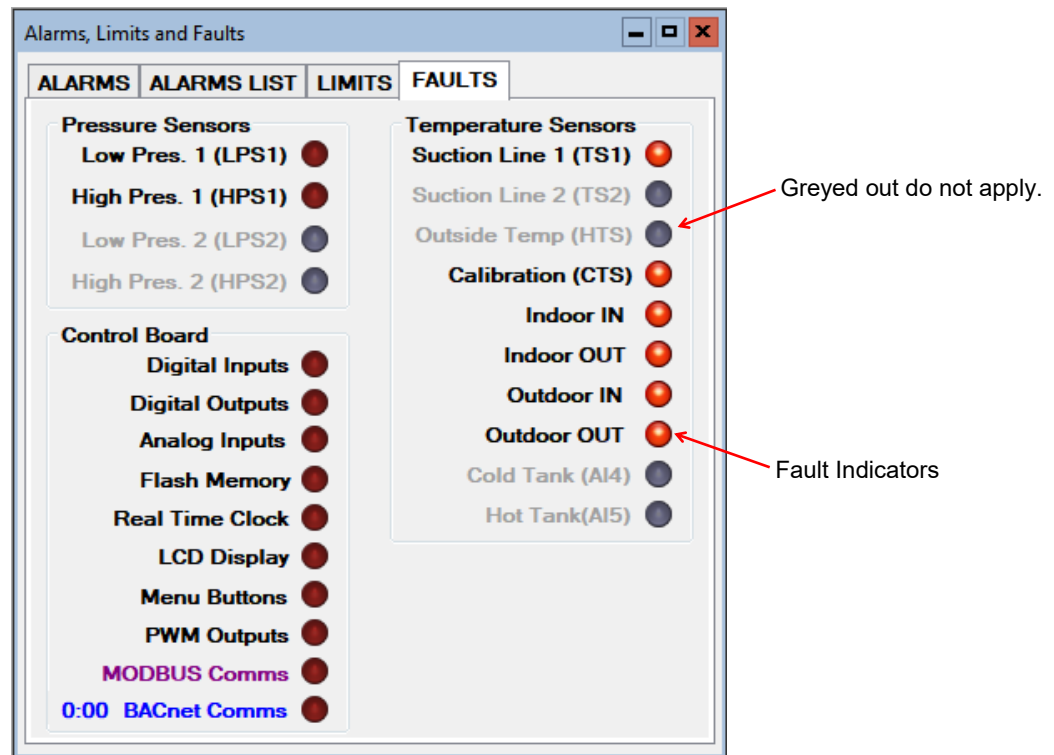 Alarms, Limits and Faults
ALARMS ALARMS LIST LIMITS FAULTS
Pressure Sensors
Low Pres. 1 (LPS1)
High Pres. 1 (HPS1)
Low Pres. 2 (LPS2)
High Pres. 2 (HPS2)
Control Board
Digital Inputs
Digital Outputs
Analog Inputs
Flash Memory
Real Time Clock
LCD Display
Menu Buttons
PWM Outputs
MODBUS Comms
0:00 BACnet Comms
Temperature Sensors
Suction Line 1 (TS1)
Suction Line 2 (TS2)
Outside Temp (HTS)
Calibration (CTS)
Indoor IN
Indoor OUT
Outdoor IN
Outdoor OUT
Cold Tank (AI4)
Hot Tank(AI5)
Greyed out do not apply.
Fault Indicators